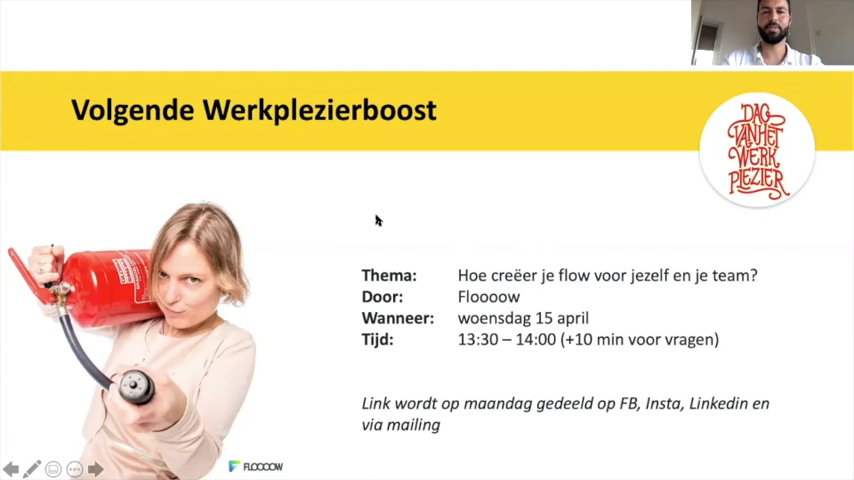 Volgende Werkplezierboost
DAG
VAN HET
WERK
PLEZIER
Thema: Hoe creëer je flow voor jezelf en je team?
Door: Floooow
Wanneer: woensdag 15 april
Tijd: 13:30 – 14:00 (+10 min voor vragen)
Link wordt op maandag gedeeld op FB, Insta, Linkedin en
via mailing
FLOOOOW